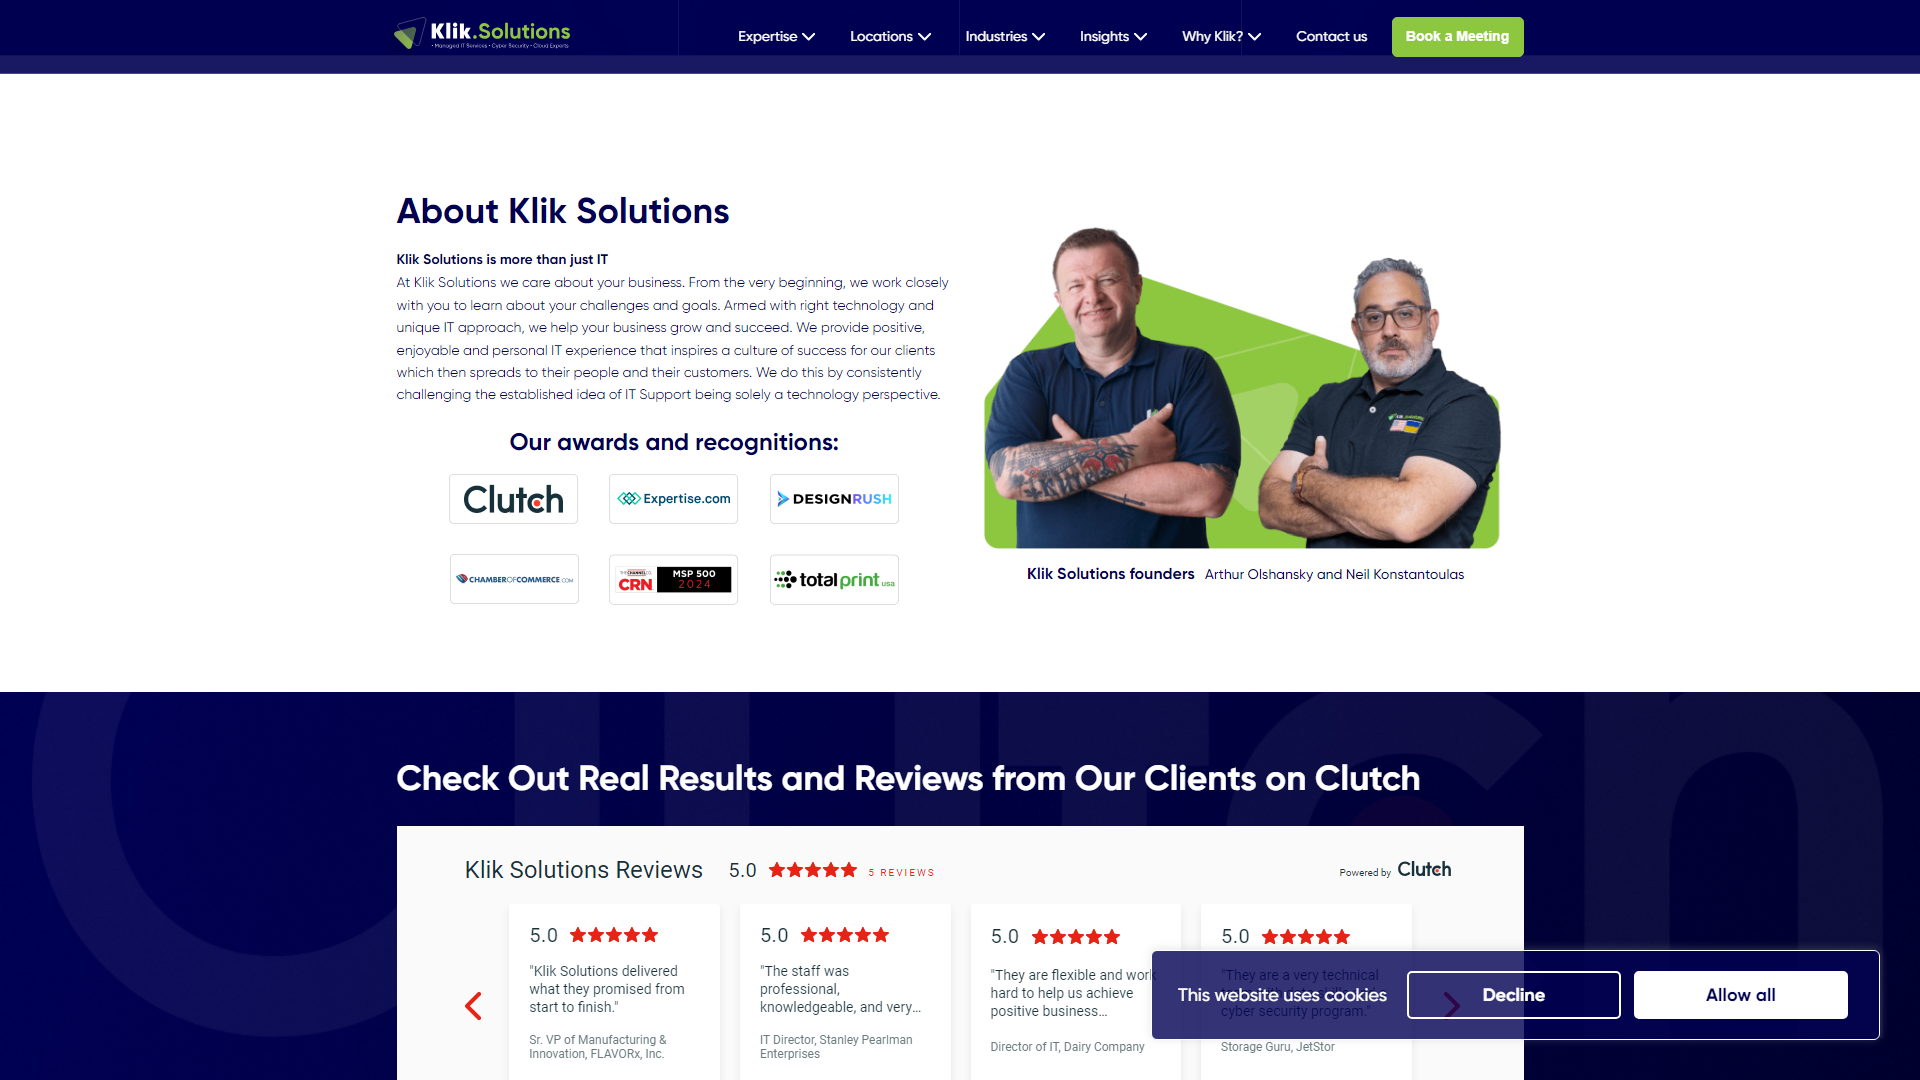 Klik.Solutions
• Managed IT Services • Cyber Security • Cloud Experts
Expertise
Locations
Industries
Insights
Why Klik?
Contact us
Book a Meeting
About Klik Solutions
Klik Solutions is more than just IT
At Klik Solutions we care about your business. From the very beginning, we work closely
with you to learn about your challenges and goals. Armed with right technology and
unique IT approach, we help your business grow and succeed. We provide positive,
enjoyable and personal IT experience that inspires a culture of success for our clients
which then spreads to their people and their customers. We do this by consistently
challenging the established idea of IT Support being solely a technology perspective.
Our awards and recognitions:
Clutch
Expertise.com
DESIGNRUSH
CHAMBEROFCOMMERCE.COM
CRN
MSP 500
2024
totalprint usa
Klik Solutions founders Arthur Olshansky and Neil Konstantoulas
Check Out Real Results and Reviews from Our Clients on Clutch
Klik Solutions Reviews
5.0
5 REVIEWS
Powered by Clutch
5.0
"Klik Solutions delivered
what they promised from
start to finish."
Sr. VP of Manufacturing &
Innovation, FLAVORx, Inc.
5.0
"The staff was
professional,
knowledgeable, and very...
IT Director, Stanley Pearlman
Enterprises
5.0
"They are flexible and work
hard to help us achieve
positive business...
Director of IT, Dairy Company
5.0
"They are a very technical
cyber security program."
Storage Guru, JetStor
This website uses cookies
Decline
Allow all